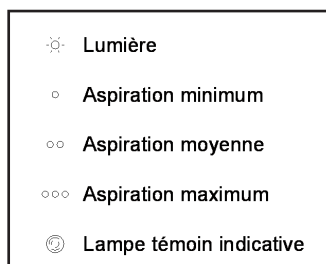 Lumière
Aspiration minimum
Aspiration moyenne
Aspiration maximum
Lampe témoin indicative